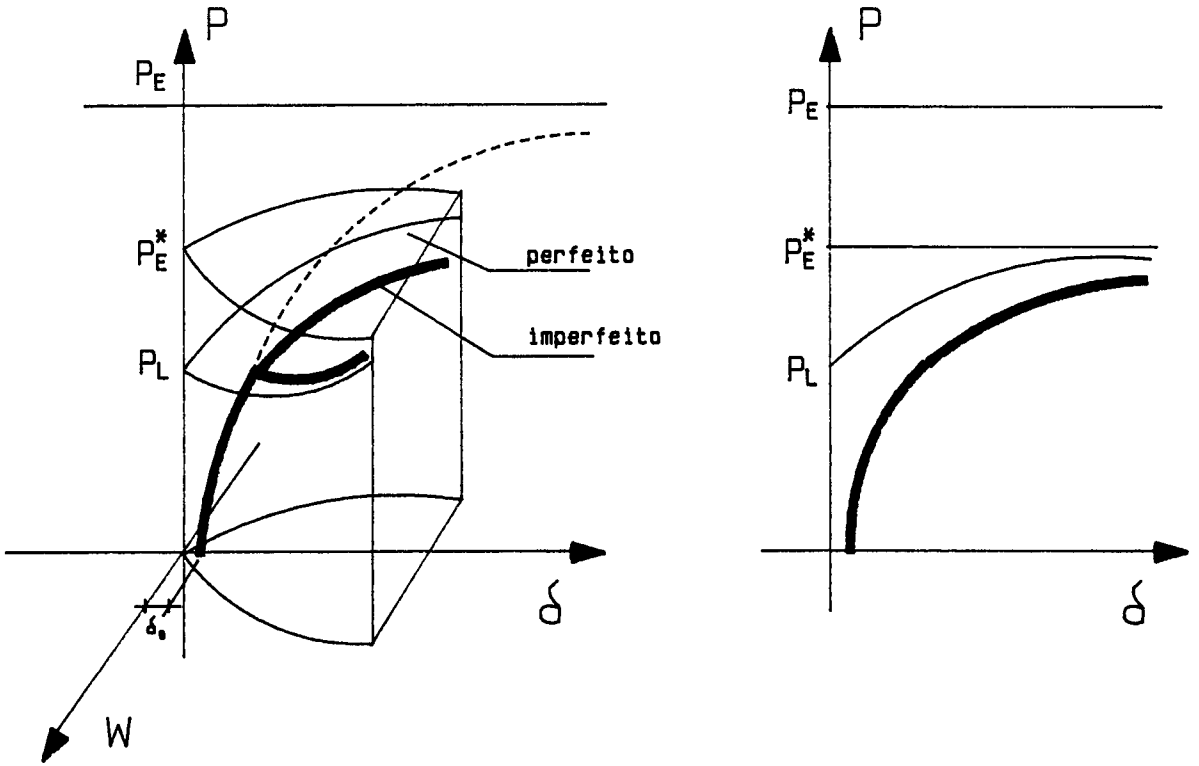 P
P_E
P_E^*
perfeito
imperfeito
P_L
δ
δ₀
W
P
P_E
P_E^*
P_L
δ